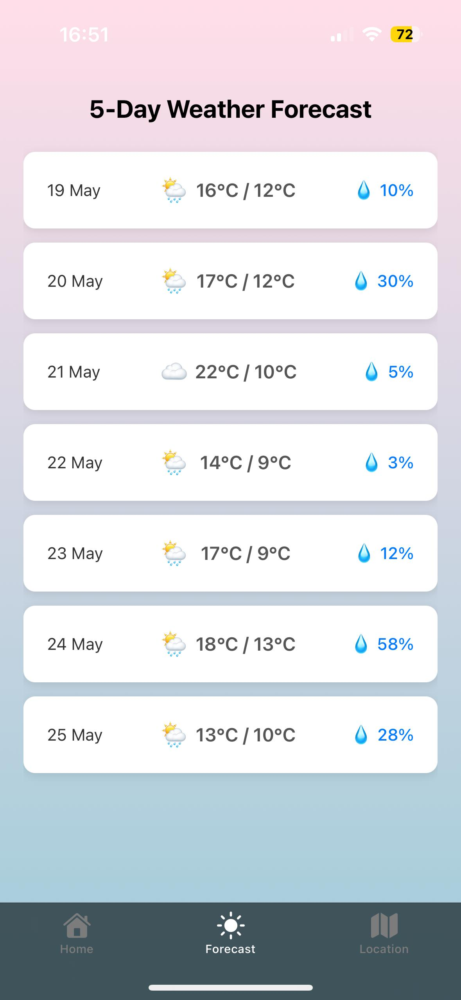 16:51 72
5-Day Weather Forecast
19 May 16°C / 12°C 10%
20 May 17°C / 12°C 30%
21 May 22°C / 10°C 5%
22 May 14°C / 9°C 3%
23 May 17°C / 9°C 12%
24 May 18°C / 13°C 58%
25 May 13°C / 10°C 28%
Home Forecast Location